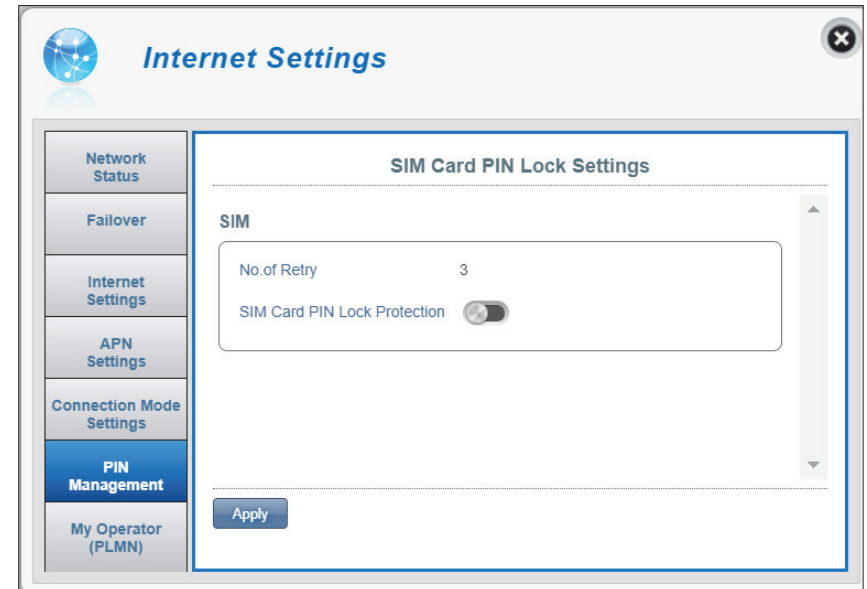 Internet Settings
Network
Status
Failover
Internet
Settings
APN
Settings
Connection Mode
Settings
PIN
Management
My Operator
(PLMN)
SIM Card PIN Lock Settings
SIM
No.of Retry 3
SIM Card PIN Lock Protection
Apply